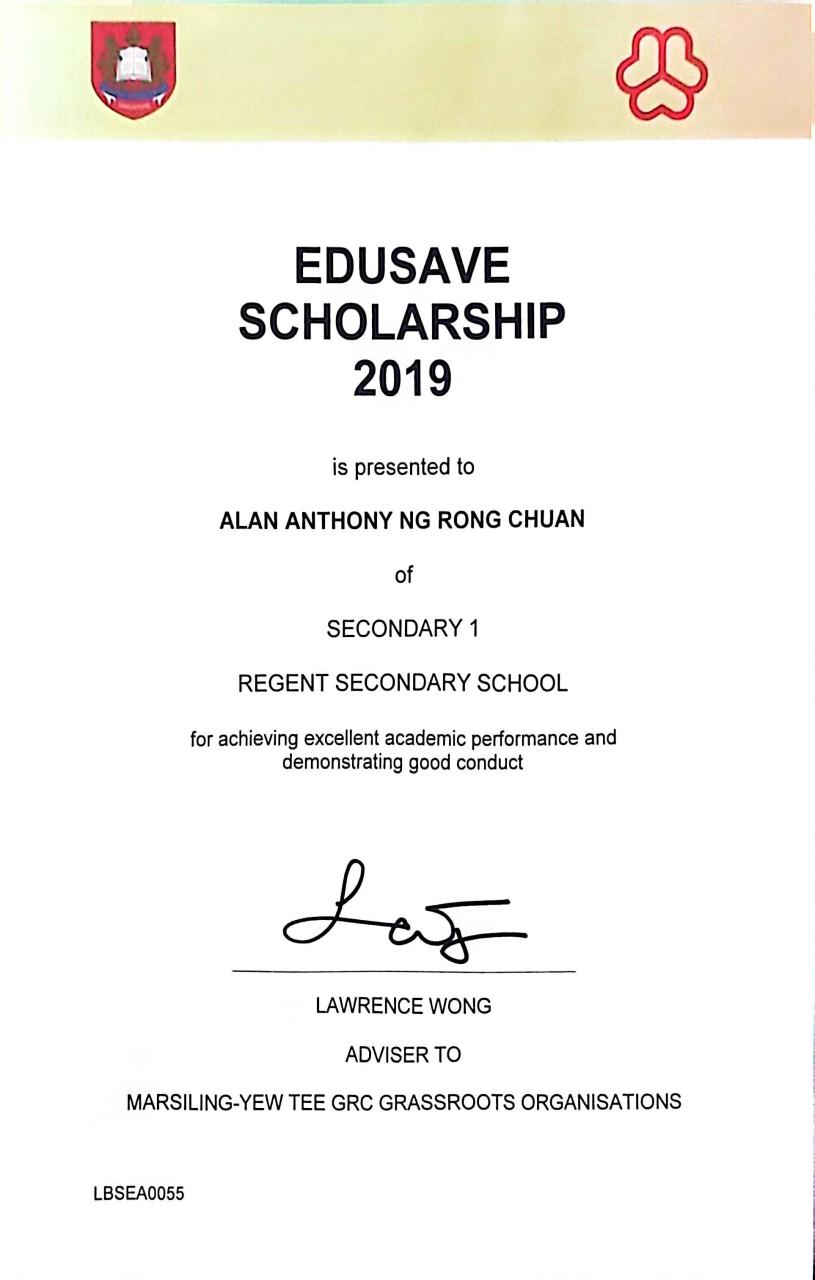 EDUSAVE
SCHOLARSHIP
2019
is presented to
ALAN ANTHONY NG RONG CHUAN
of
SECONDARY 1
REGENT SECONDARY SCHOOL
for achieving excellent academic performance and
demonstrating good conduct
LAWRENCE WONG
ADVISER TO
MARSILING-YEW TEE GRC GRASSROOTS ORGANISATIONS
LBSEA0055